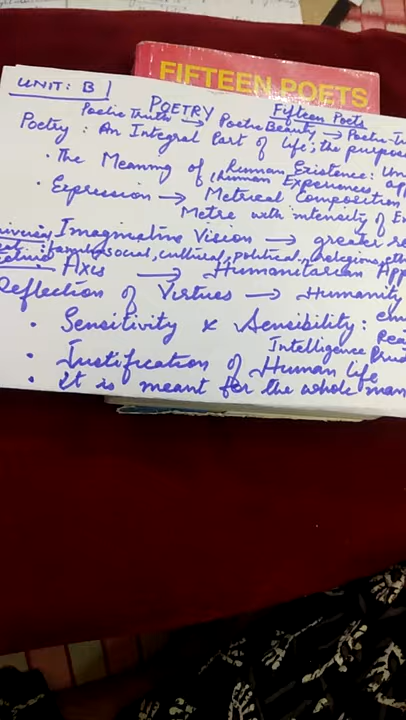 FIFTEEN POETS
UNIT: B
POETRY Fifteen Poets
Poetic Truth → Poetic Beauty →
Poetry: An Integral Part of life; the purpose
• The Meaning of Human Existence:
Human Experiences
• Expression → Metrical Composition
Metre with intensity of
Imaginative Vision → greater
family, social, cultural, political, religions,
Axis → Humanitarian App
Reflection of Virtues → Humanity
• Sensitivity & Sensibility:
Intelligence
• Justification of Human life
• It is meant for the whole man